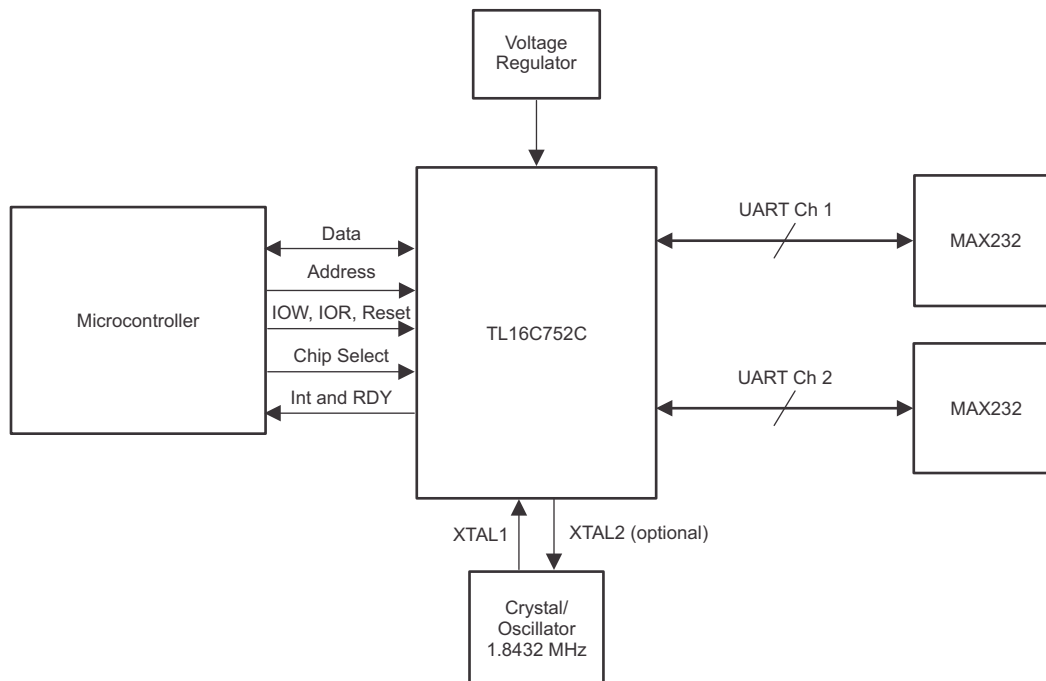 Voltage
Regulator
UART Ch 1
MAX232
Data
Address
IOW, IOR, Reset
Chip Select
Int and RDY
Microcontroller
TL16C752C
UART Ch 2
MAX232
XTAL1
XTAL2 (optional)
Crystal/
Oscillator
1.8432 MHz